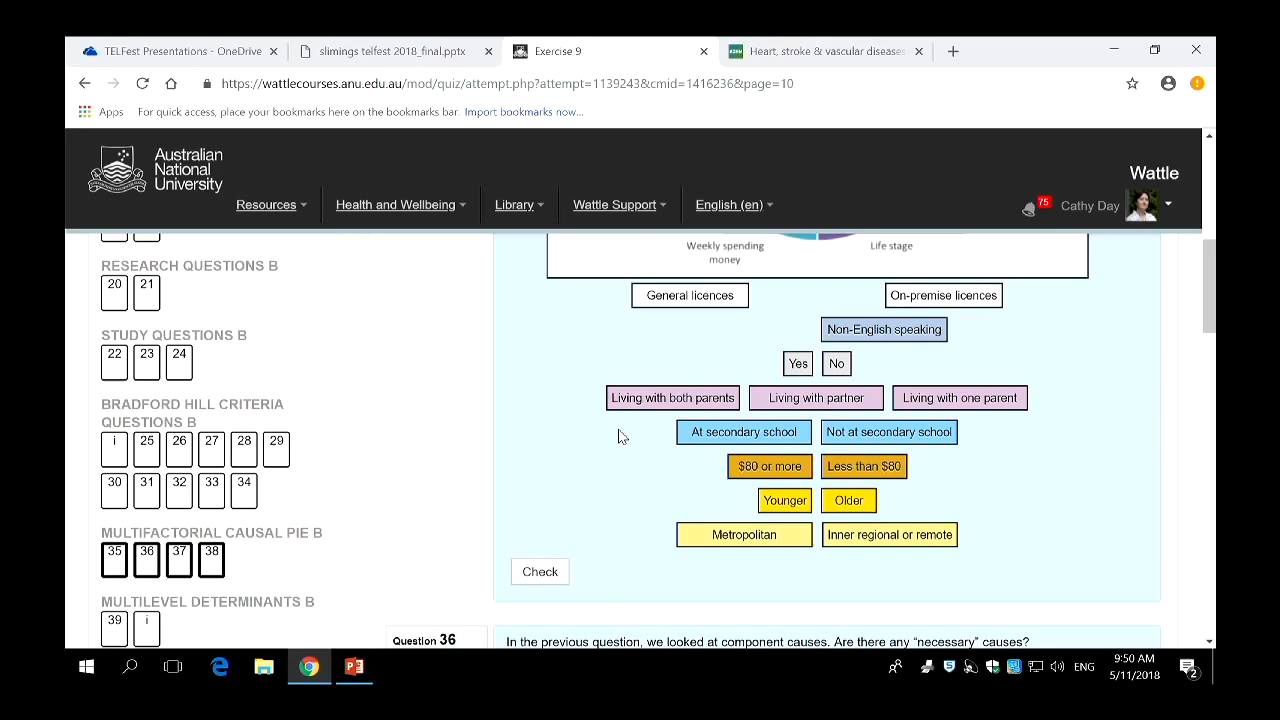 TELFest Presentations - OneDrive
slimings telfest 2018_final.pptx
Exercise 9
Heart, stroke & vascular diseases
https://wattlecourses.anu.edu.au/mod/quiz/attempt.php?attempt=1139243&cmid=1416236&page=10
Apps For quick access, place your bookmarks here on the bookmarks bar. Import bookmarks now...
Australian
National
University
Wattle
Resources Health and Wellbeing Library Wattle Support English (en)
75 Cathy Day
RESEARCH QUESTIONS B
20 21
STUDY QUESTIONS B
22 23 24
BRADFORD HILL CRITERIA
QUESTIONS B
i 25 26 27 28 29
30 31 32 33 34
MULTIFACTORIAL CAUSAL PIE B
35 36 37 38
MULTILEVEL DETERMINANTS B
39 i
Weekly spending
money
Life stage
General licences On-premise licences
Non-English speaking
Yes No
Living with both parents Living with partner Living with one parent
At secondary school Not at secondary school
$80 or more Less than $80
Younger Older
Metropolitan Inner regional or remote
Check
Question 36
In the previous question, we looked at component causes. Are there any "necessary" causes?
ENG
9:50 AM
5/11/2018
2